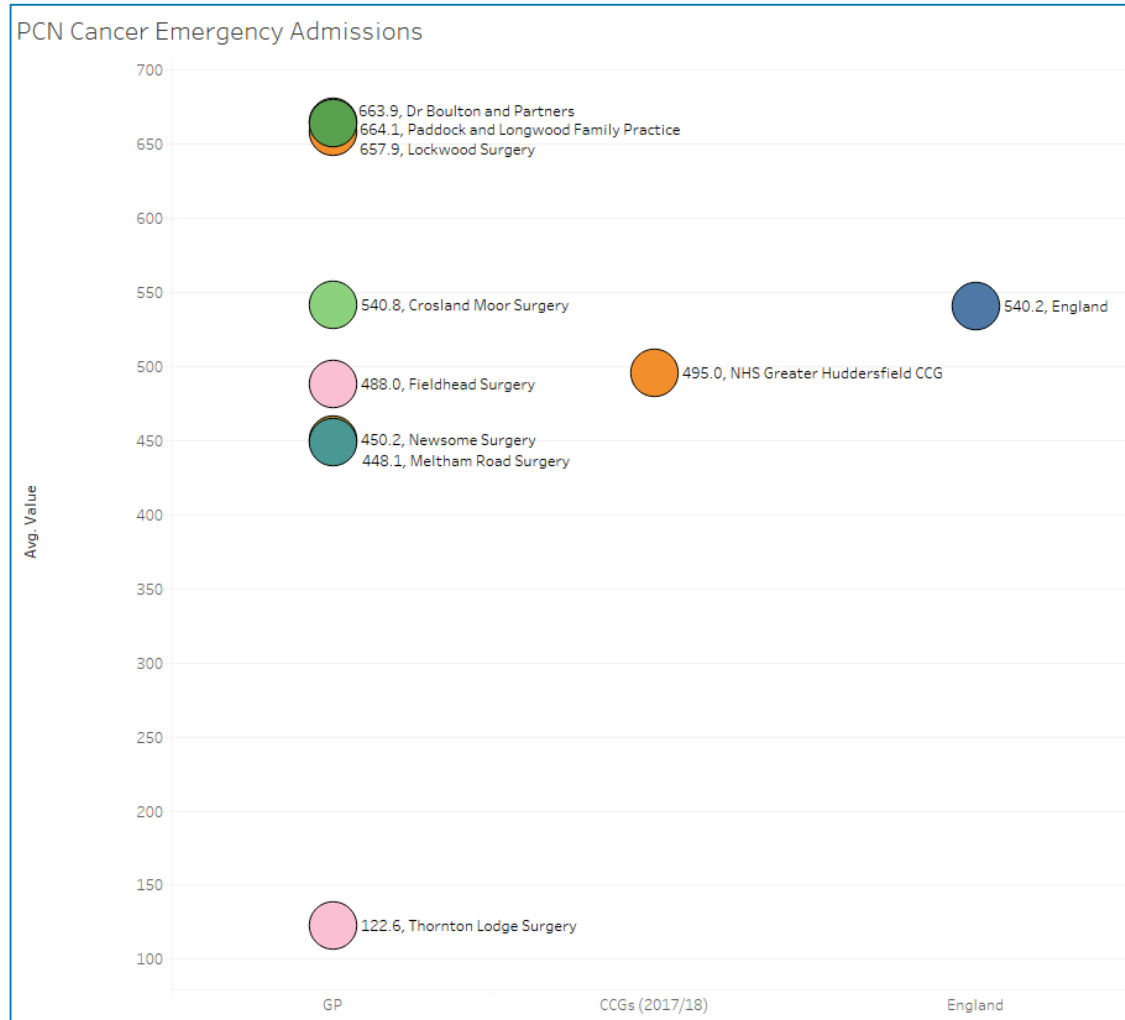 PCN Cancer Emergency Admissions
700
663.9, Dr Boulton and Partners
664.1, Paddock and Longwood Family Practice
650
657.9, Lockwood Surgery
600
550
540.8, Crosland Moor Surgery
540.2, England
500
495.0, NHS Greater Huddersfield CCG
488.0, Fieldhead Surgery
450
450.2, Newsome Surgery
448.1, Meltham Road Surgery
Avg. Value
400
350
300
250
200
150
122.6, Thornton Lodge Surgery
100
GP
CCGs (2017/18)
England